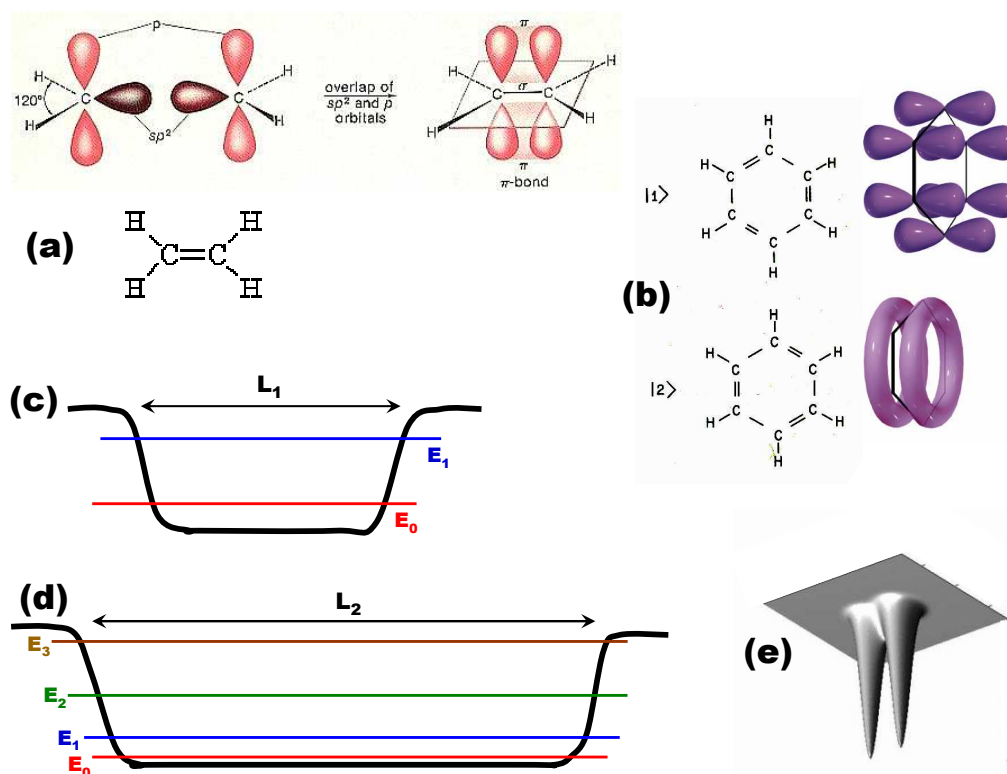 p
H
H
120°
C
C
H
H
H
sp²
overlap of
sp² and p
orbitals
π
H
H
σ
C
C
H
H
π
π-bond
(a)
H
H
C=C
H
H
(b)
|1>
H
H
C
H
C
C
C
C
H
C
H
H
|2>
H
H
C
H
C
C
C
C
H
C
H
H
(c)
L₁
E₁
E₀
(d)
L₂
E₃
E₂
E₁
E₀
(e)